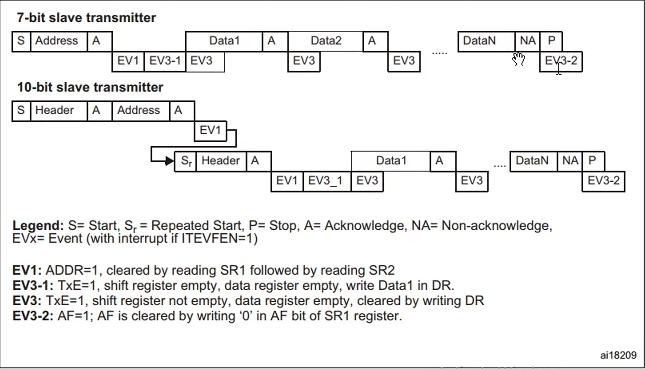 7-bit slave transmitter
S Address A Data1 A Data2 A ..... DataN NA P
EV1 EV3-1 EV3 EV3 EV3 EV3-2
10-bit slave transmitter
S Header A Address A
EV1
Sr Header A Data1 A .... DataN NA P
EV1 EV3_1 EV3 EV3 EV3-2
Legend: S= Start, Sr = Repeated Start, P= Stop, A= Acknowledge, NA= Non-acknowledge,
EVx= Event (with interrupt if ITEVFEN=1)
EV1: ADDR=1, cleared by reading SR1 followed by reading SR2
EV3-1: TxE=1, shift register empty, data register empty, write Data1 in DR.
EV3: TxE=1, shift register not empty, data register empty, cleared by writing DR
EV3-2: AF=1; AF is cleared by writing ‘0’ in AF bit of SR1 register.
ai18209